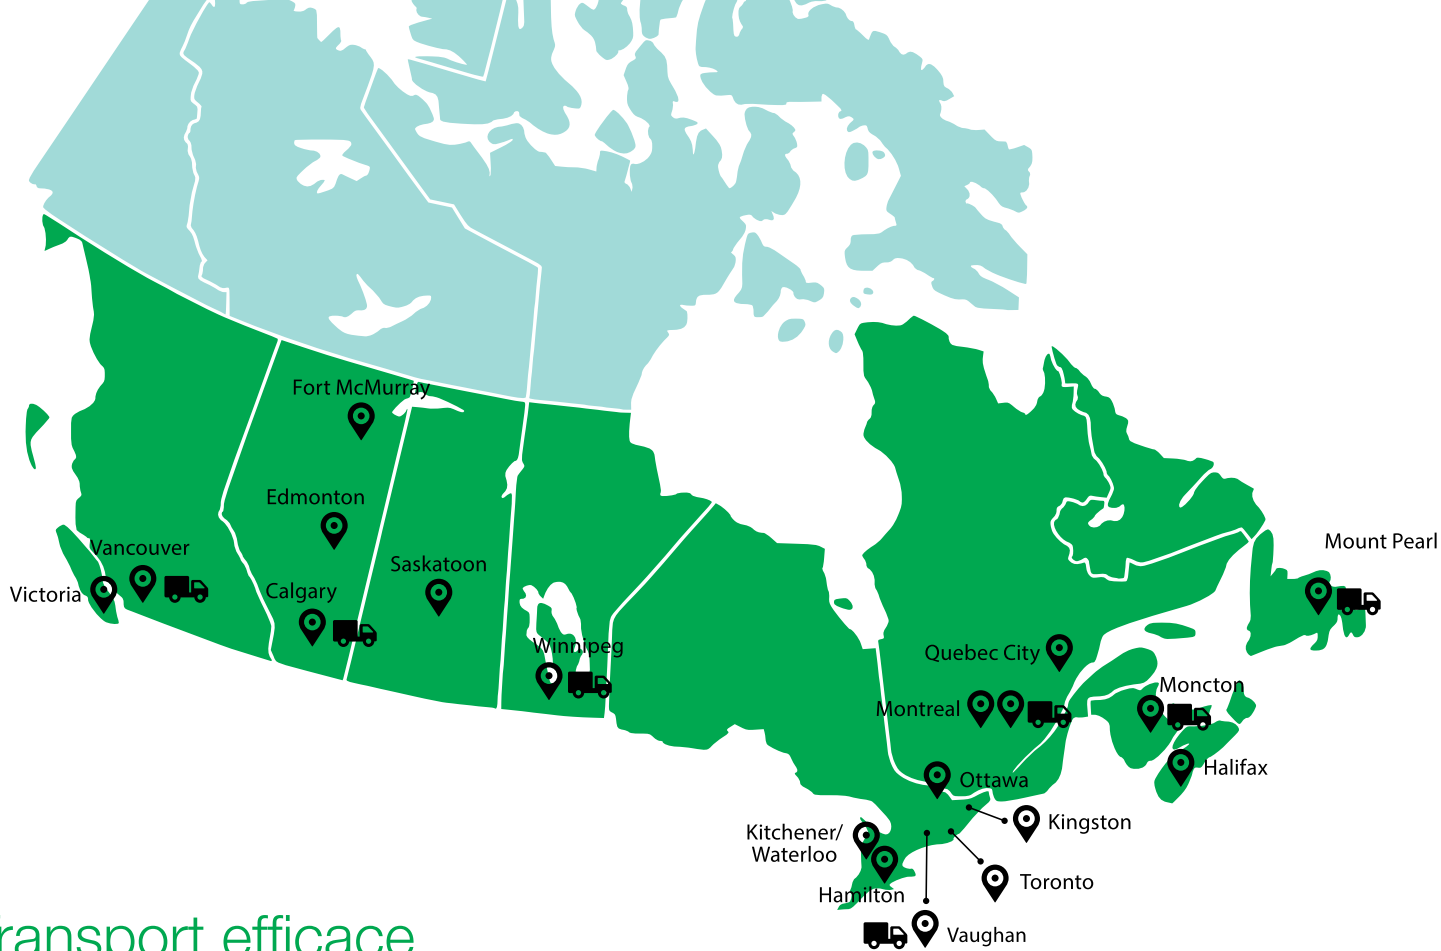 Fort McMurray
Edmonton
Mount Pearl
Vancouver
Saskatoon
Victoria
Calgary
Winnipeg
Quebec City
Moncton
Montreal
Halifax
Ottawa
Kingston
Kitchener/
Waterloo
Toronto
Hamilton
Vaughan
ransport efficace